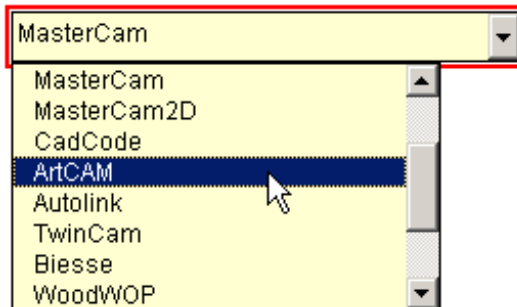 MasterCam
MasterCam
MasterCam2D
CadCode
ArtCAM
Autolink
TwinCam
Biesse
WoodWOP